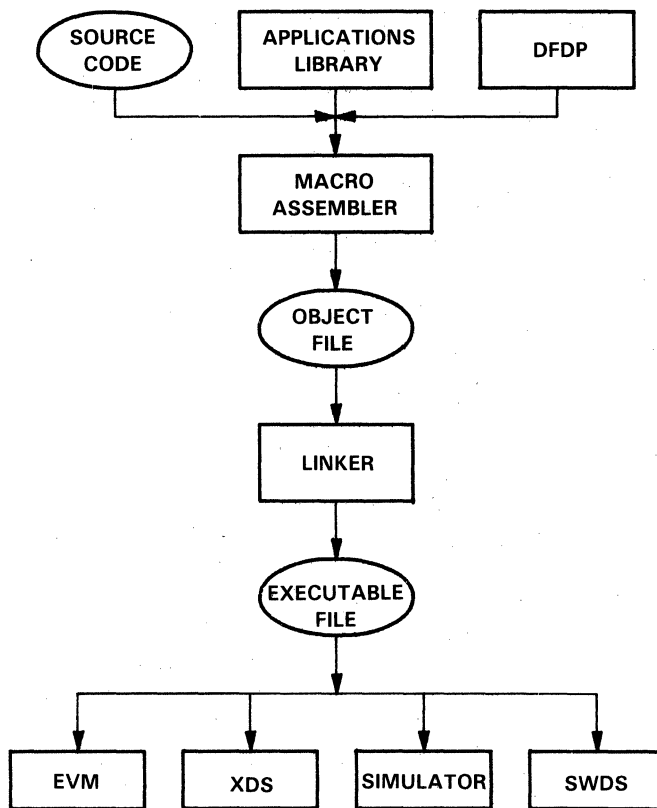 SOURCE
CODE
APPLICATIONS
LIBRARY
DFDP
MACRO
ASSEMBLER
OBJECT
FILE
LINKER
EXECUTABLE
FILE
EVM
XDS
SIMULATOR
SWDS